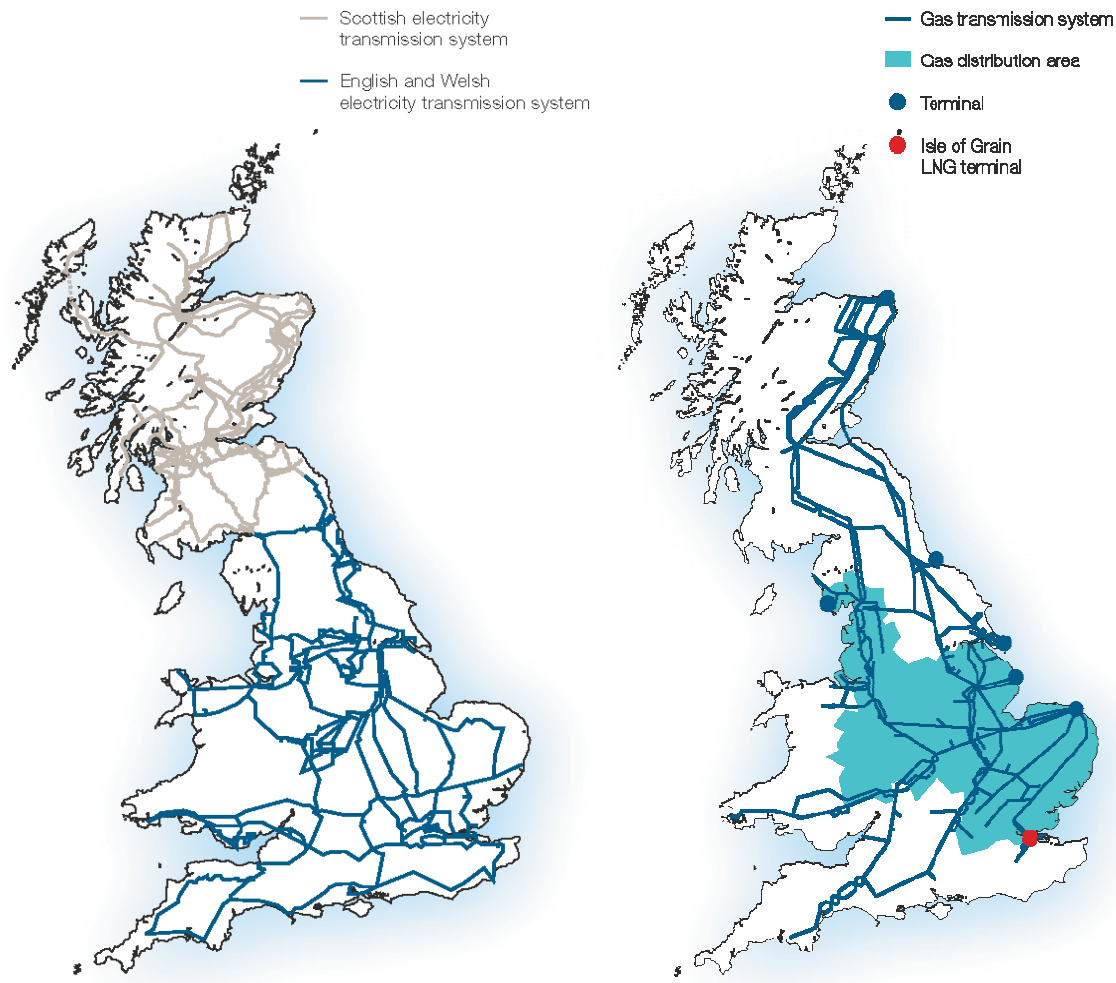 Scottish electricity
transmission system
English and Welsh
electricity transmission system
Gas transmission system
Gas distribution area
Terminal
Isle of Grain
LNG terminal